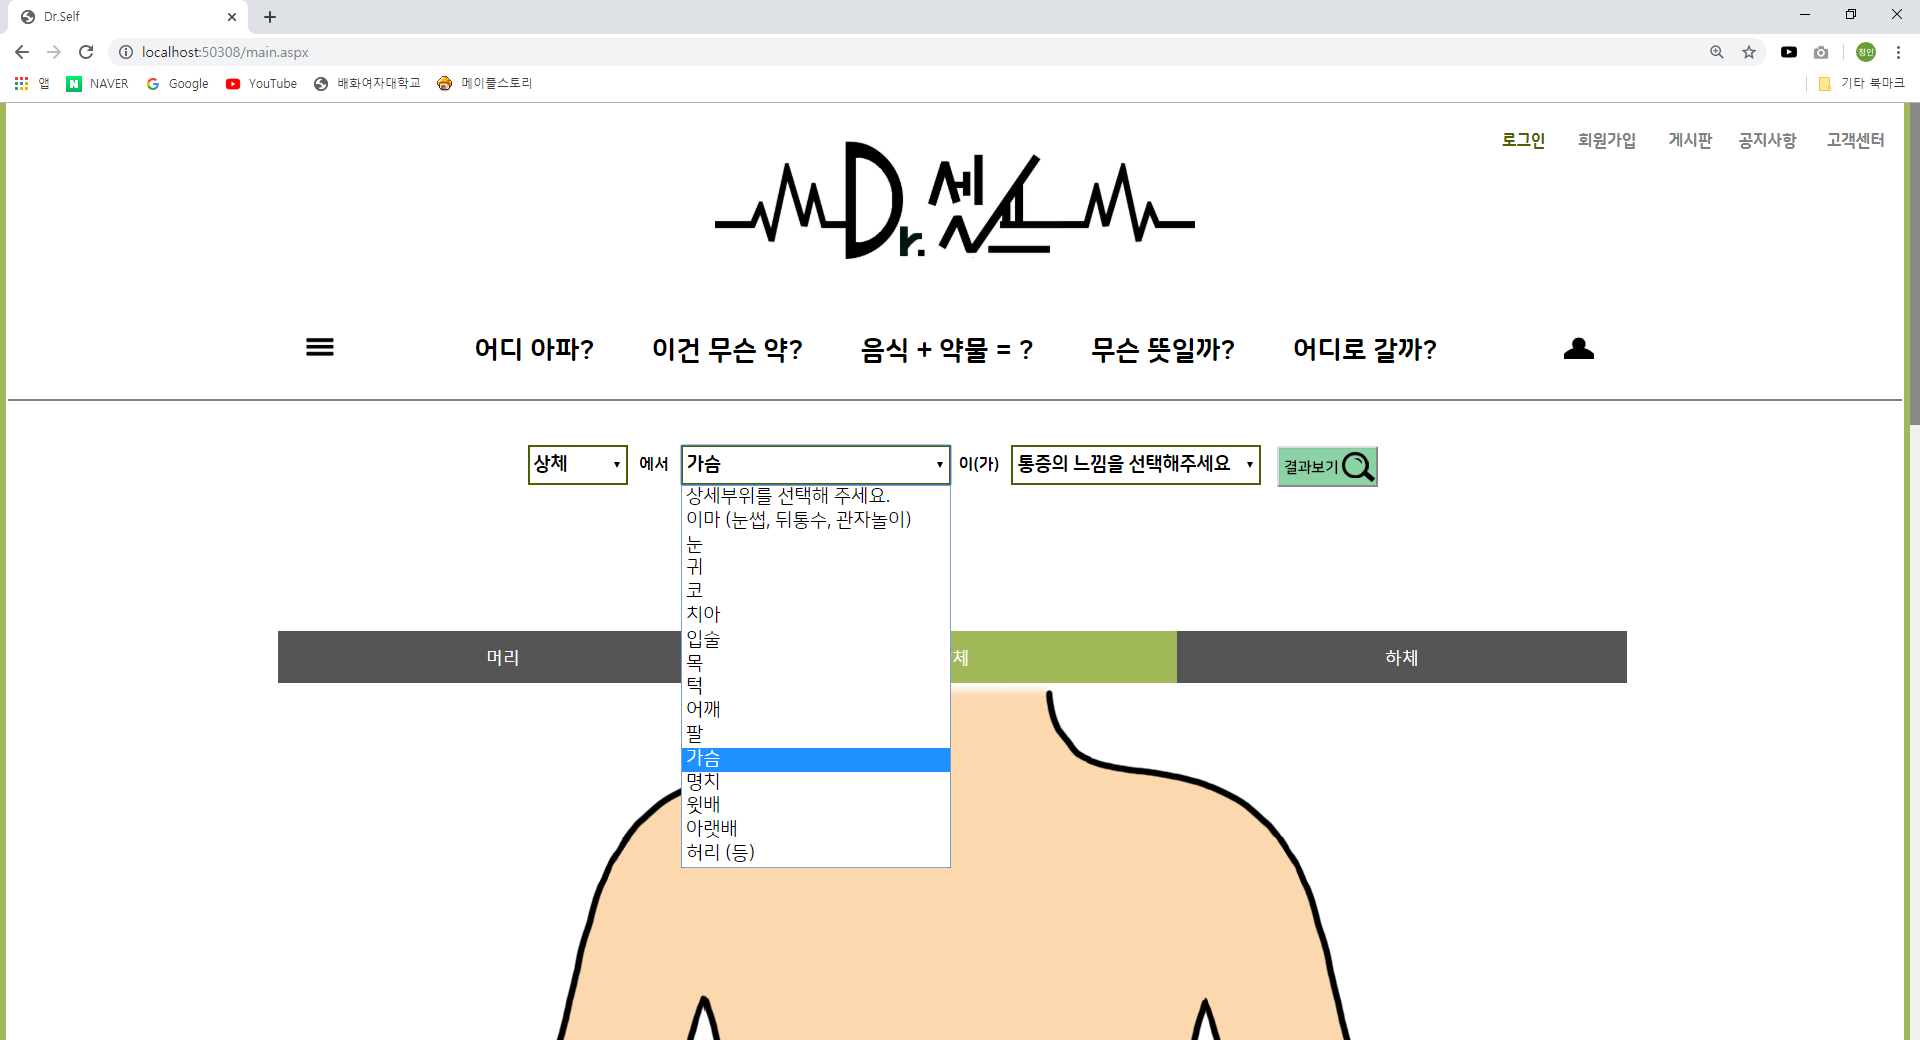 Dr.Self
localhost:50308/main.aspx
정인
앱 NAVER Google YouTube 배화여자대학교 메이플스토리 기타 북마크
로그인 회원가입 게시판 공지사항 고객센터
Dr. 셀프
어디 아파? 이건 무슨 약? 음식 + 약물 = ? 무슨 뜻일까? 어디로 갈까?
상체 에서 가슴 이(가) 통증의 느낌을 선택해주세요 결과보기
상세부위를 선택해 주세요.
이마 (눈썹, 뒤통수, 관자놀이)
눈
귀
코
치아
입술
목
턱
어깨
팔
가슴
명치
윗배
아랫배
허리 (등)
머리 체 하체